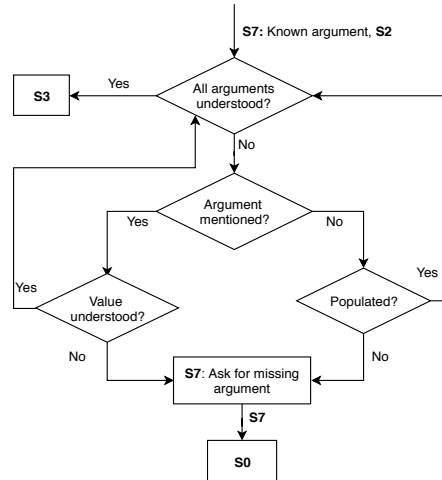 S7: Known argument, S2
All arguments
understood?
Yes
S3
No
Argument
mentioned?
Yes
No
Value
understood?
Yes
Populated?
Yes
No
No
S7: Ask for missing
argument
S7
S0